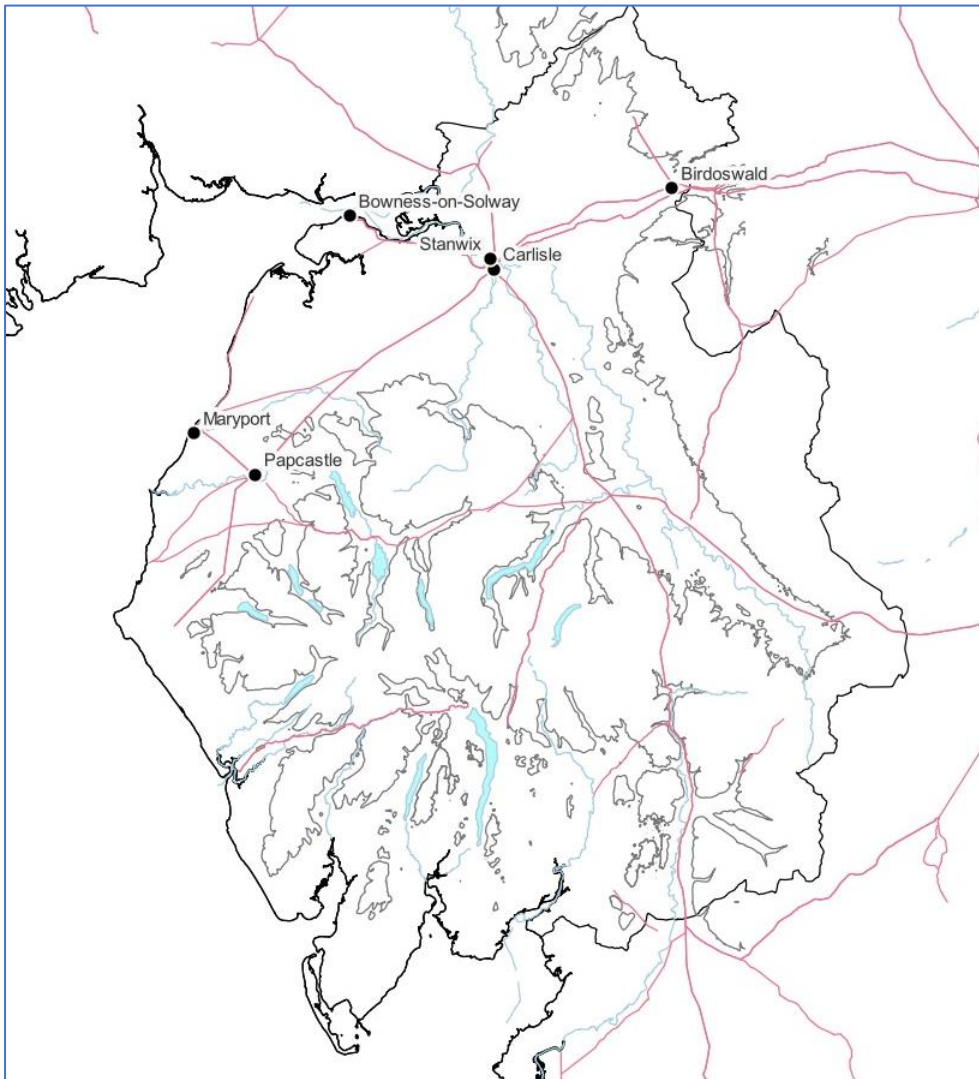 Birdoswald
Bowness-on-Solway
Stanwix
Carlisle
Maryport
Papcastle